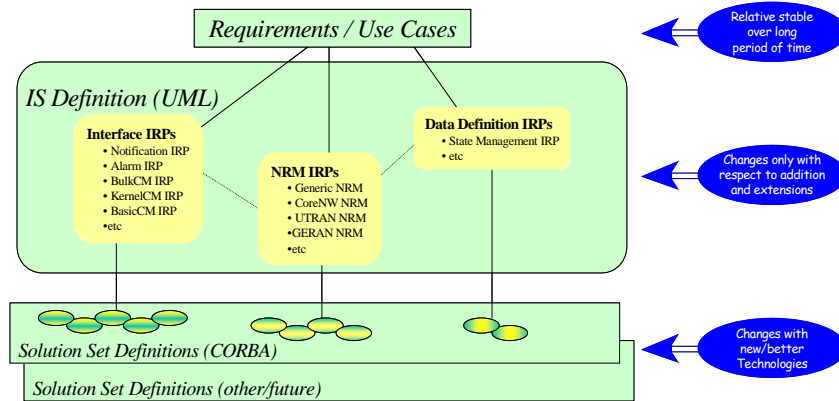 Requirements / Use Cases
Relative stable
over long
period of time
IS Definition (UML)
Interface IRPs
• Notification IRP
• Alarm IRP
• BulkCM IRP
• KernelCM IRP
• BasicCM IRP
•etc
NRM IRPs
• Generic NRM
• CoreNW NRM
• UTRAN NRM
•GERAN NRM
•etc
Data Definition IRPs
• State Management IRP
• etc
Changes only with
respect to addition
and extensions
Solution Set Definitions (CORBA)
Solution Set Definitions (other/future)
Changes with
new/better
Technologies